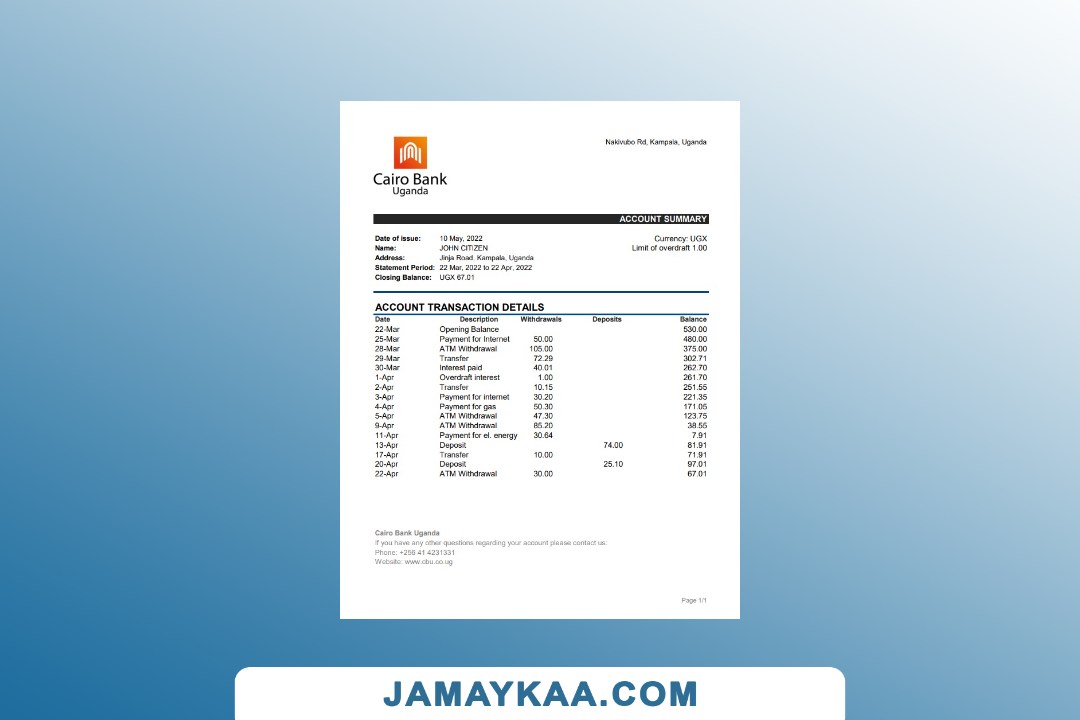 Nakivubo Rd, Kampala, Uganda
Cairo Bank
Uganda
ACCOUNT SUMMARY
Date of issue: 10 May, 2022 Currency: UGX
Name: JOHN CITIZEN Limit of overdraft 1.00
Address: Jinja Road, Kampala, Uganda
Statement Period: 22 Mar, 2022 to 22 Apr, 2022
Closing Balance: UGX 67.01
ACCOUNT TRANSACTION DETAILS
Date Description Withdrawals Deposits Balance
22-Mar Opening Balance 530.00
25-Mar Payment for Internet 50.00 480.00
28-Mar ATM Withdrawal 105.00 375.00
29-Mar Transfer 72.29 302.71
30-Mar Interest paid 40.01 262.70
1-Apr Overdraft interest 1.00 261.70
2-Apr Transfer 10.15 251.55
3-Apr Payment for internet 30.20 221.35
4-Apr Payment for gas 50.30 171.05
5-Apr ATM Withdrawal 47.30 123.75
9-Apr ATM Withdrawal 85.20 38.55
11-Apr Payment for el. energy 30.64 7.91
13-Apr Deposit 74.00 81.91
17-Apr Transfer 10.00 71.91
20-Apr Deposit 25.10 97.01
22-Apr ATM Withdrawal 30.00 67.01
Cairo Bank Uganda
If you have any other questions regarding your account please contact us:
Phone: +256 41 4231331
Website: www.cbu.co.ug
Page 1/1
JAMAYKAA.COM